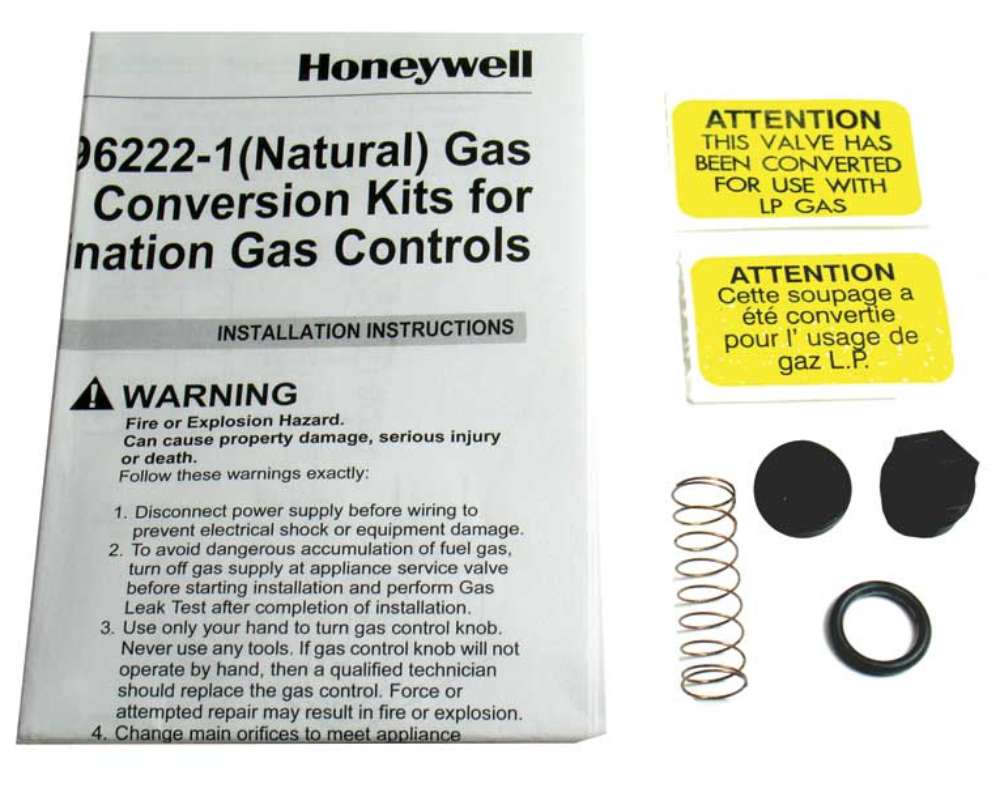 Honeywell
96222-1(Natural) Gas
Conversion Kits for
ination Gas Controls
INSTALLATION INSTRUCTIONS
WARNING
Fire or Explosion Hazard.
Can cause property damage, serious injury
or death.
Follow these warnings exactly:
1. Disconnect power supply before wiring to
prevent electrical shock or equipment damage.
2. To avoid dangerous accumulation of fuel gas,
turn off gas supply at appliance service valve
before starting installation and perform Gas
Leak Test after completion of installation.
3. Use only your hand to turn gas control knob.
Never use any tools. If gas control knob will not
operate by hand, then a qualified technician
should replace the gas control. Force or
attempted repair may result in fire or explosion.
4. Change main orifices to meet appliance
ATTENTION
THIS VALVE HAS
BEEN CONVERTED
FOR USE WITH
LP GAS
ATTENTION
Cette soupage a
été convertie
pour l' usage de
gaz L.P.